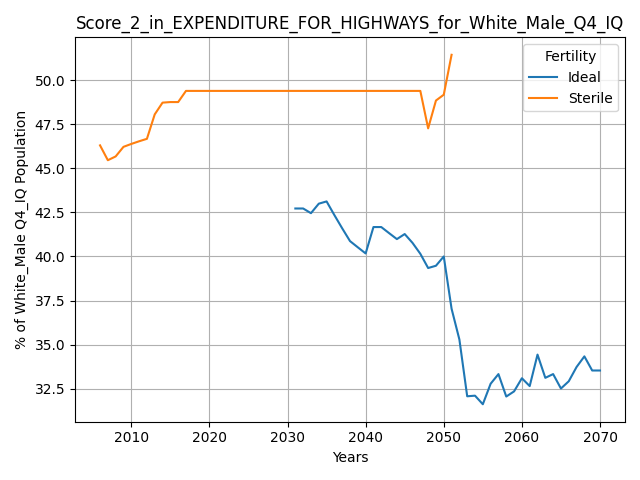 Score_2_in_EXPENDITURE_FOR_HIGHWAYS_for_White_Male_Q4_IQ
Fertility
Ideal
Sterile
% of White_Male Q4_IQ Population
50.0
47.5
45.0
42.5
40.0
37.5
35.0
32.5
2010
2020
2030
2040
2050
2060
2070
Years